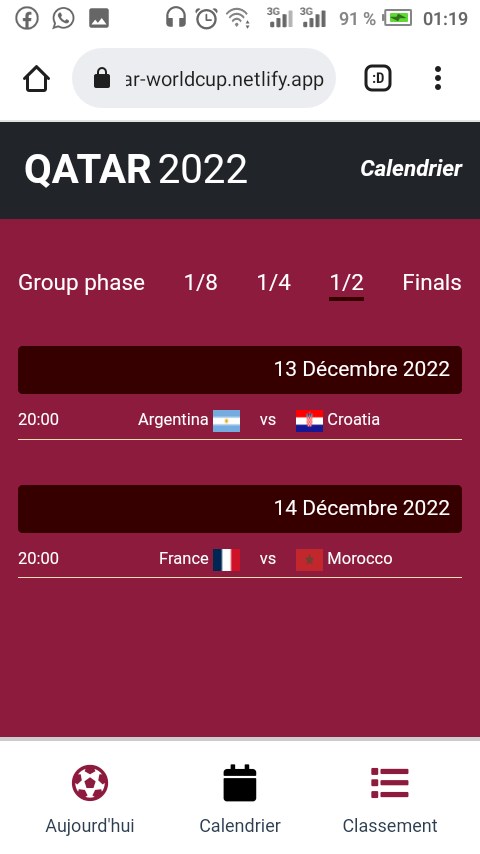 3G 3G 91 % 01:19
ar-worldcup.netlify.app :D
QATAR 2022 Calendrier
Group phase 1/8 1/4 1/2 Finals
13 Décembre 2022
20:00 Argentina vs Croatia
14 Décembre 2022
20:00 France vs Morocco
Aujourd'hui Calendrier Classement